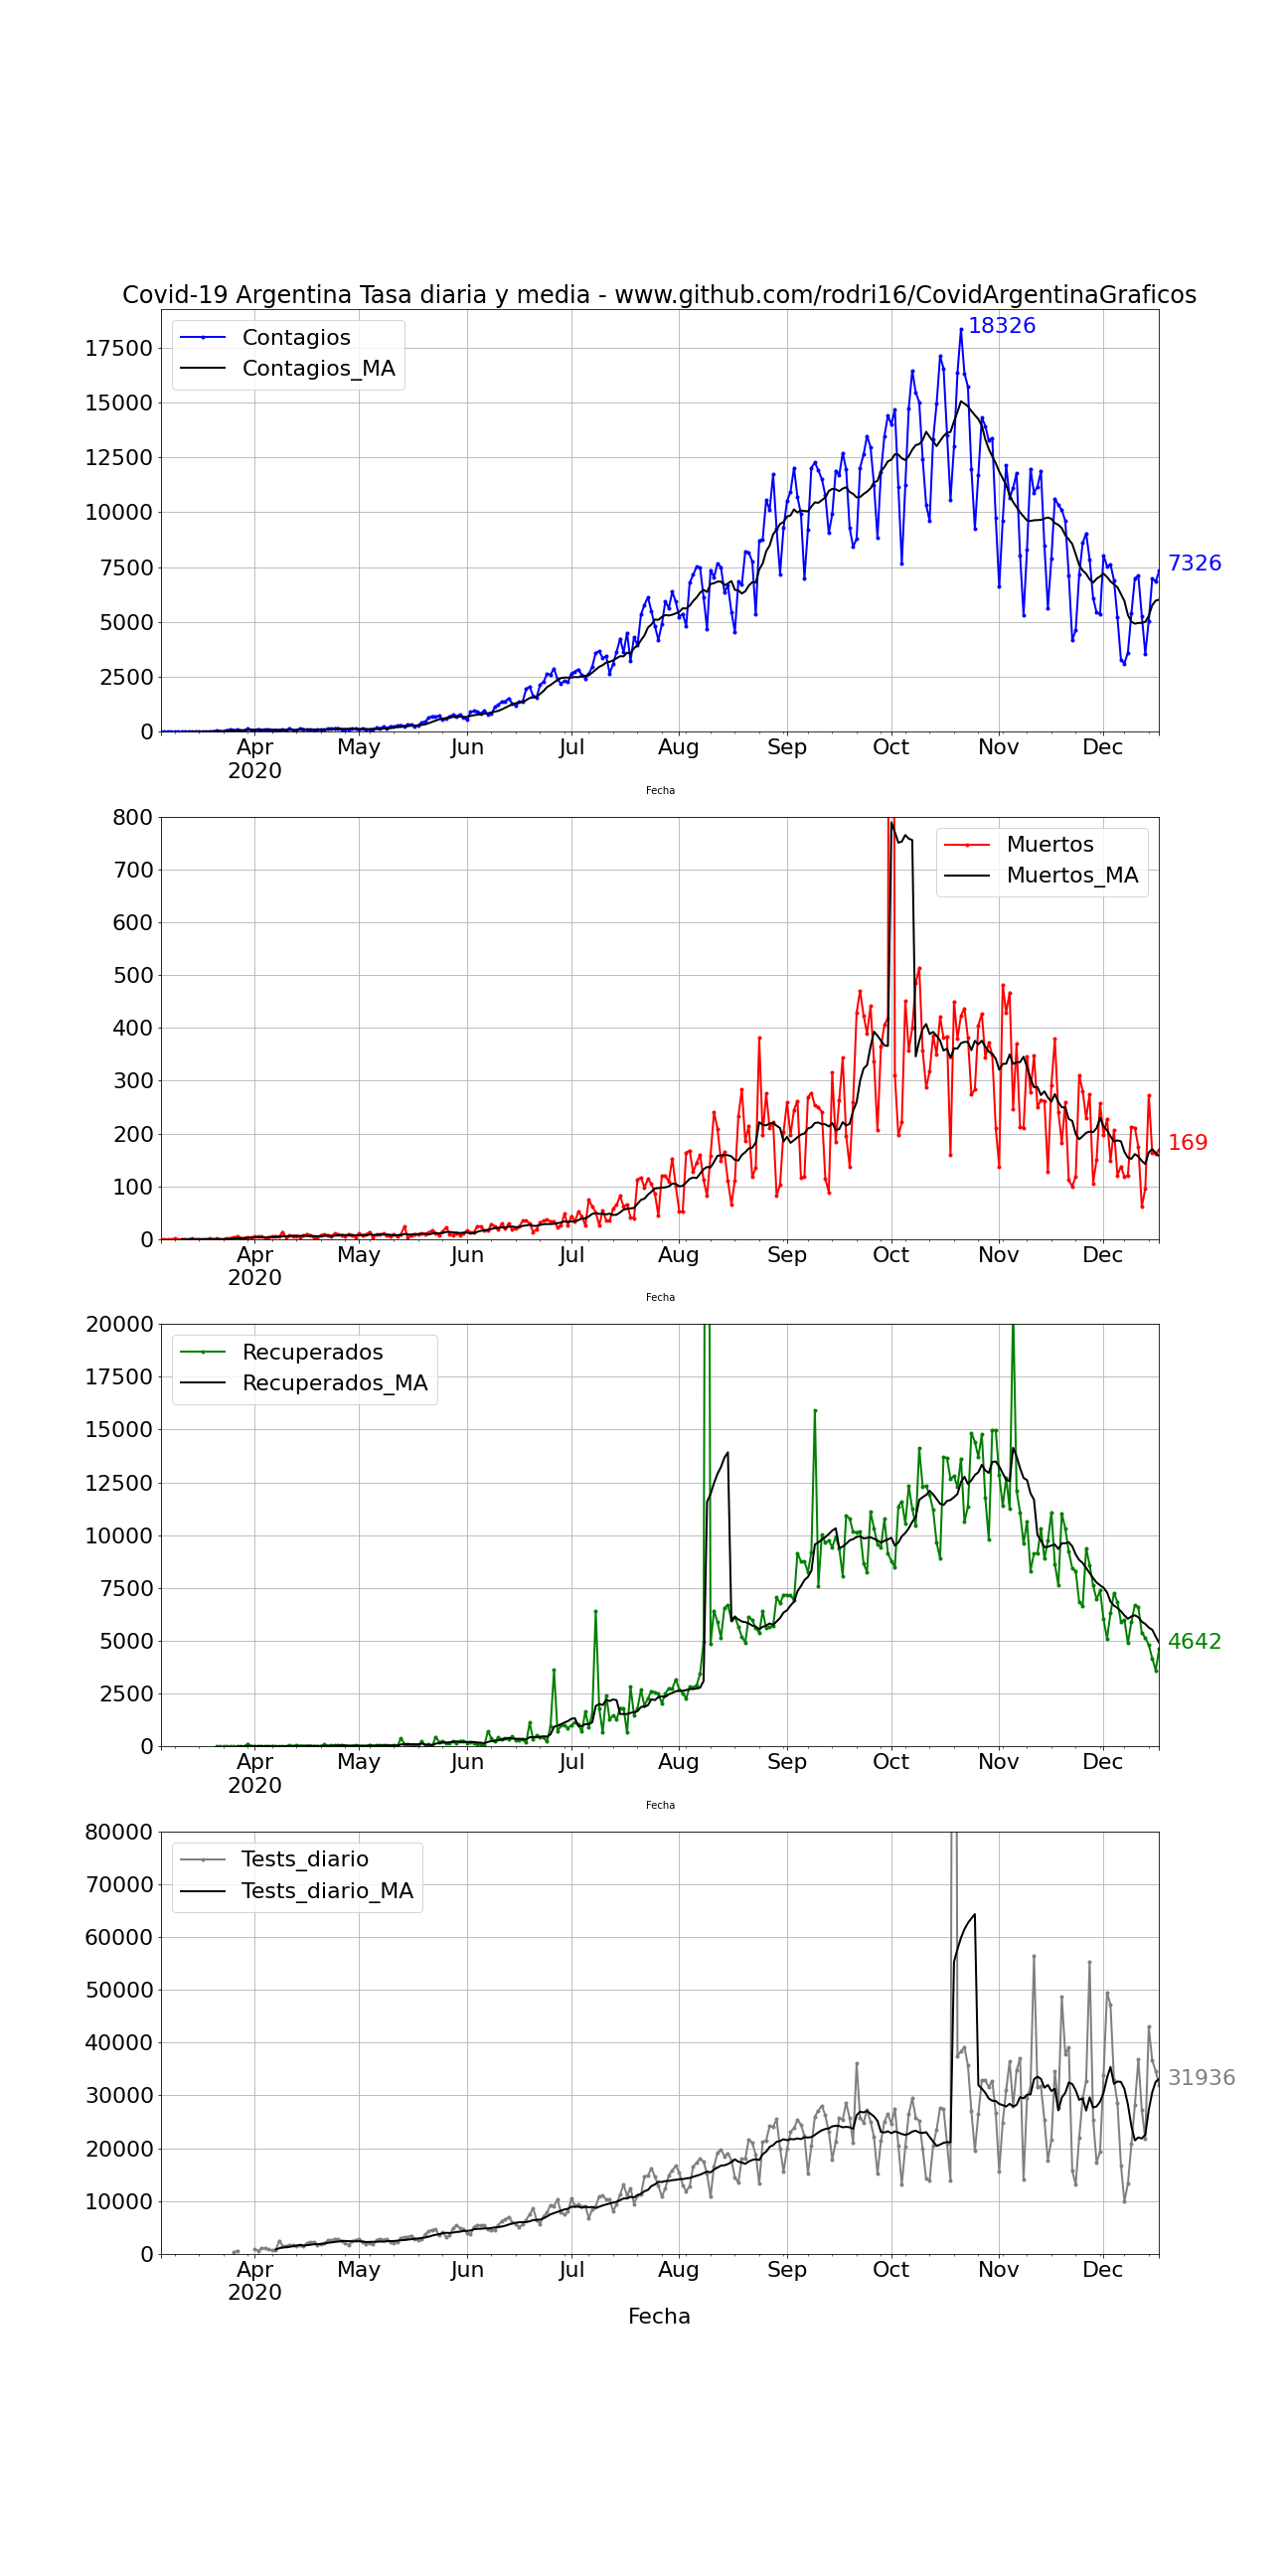 Covid-19 Argentina Tasa diaria y media - www.github.com/rodri16/CovidArgentinaGraficos
Contagios
Contagios_MA
18326
7326
17500
15000
12500
10000
7500
5000
2500
0
Apr May Jun Jul Aug Sep Oct Nov Dec
2020
Fecha
Muertos
Muertos_MA
169
800
700
600
500
400
300
200
100
0
Apr May Jun Jul Aug Sep Oct Nov Dec
2020
Fecha
Recuperados
Recuperados_MA
4642
20000
17500
15000
12500
10000
7500
5000
2500
0
Apr May Jun Jul Aug Sep Oct Nov Dec
2020
Fecha
Tests_diario
Tests_diario_MA
31936
80000
70000
60000
50000
40000
30000
20000
10000
0
Apr May Jun Jul Aug Sep Oct Nov Dec
2020
Fecha